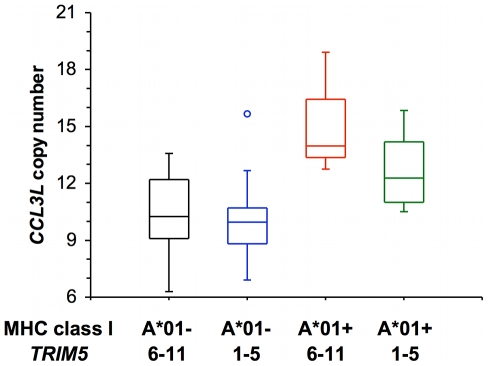 21
18
15
12
9
6
CCL3L copy number
MHC class I A*01- A*01- A*01+ A*01+
TRIM5 6-11 1-5 6-11 1-5